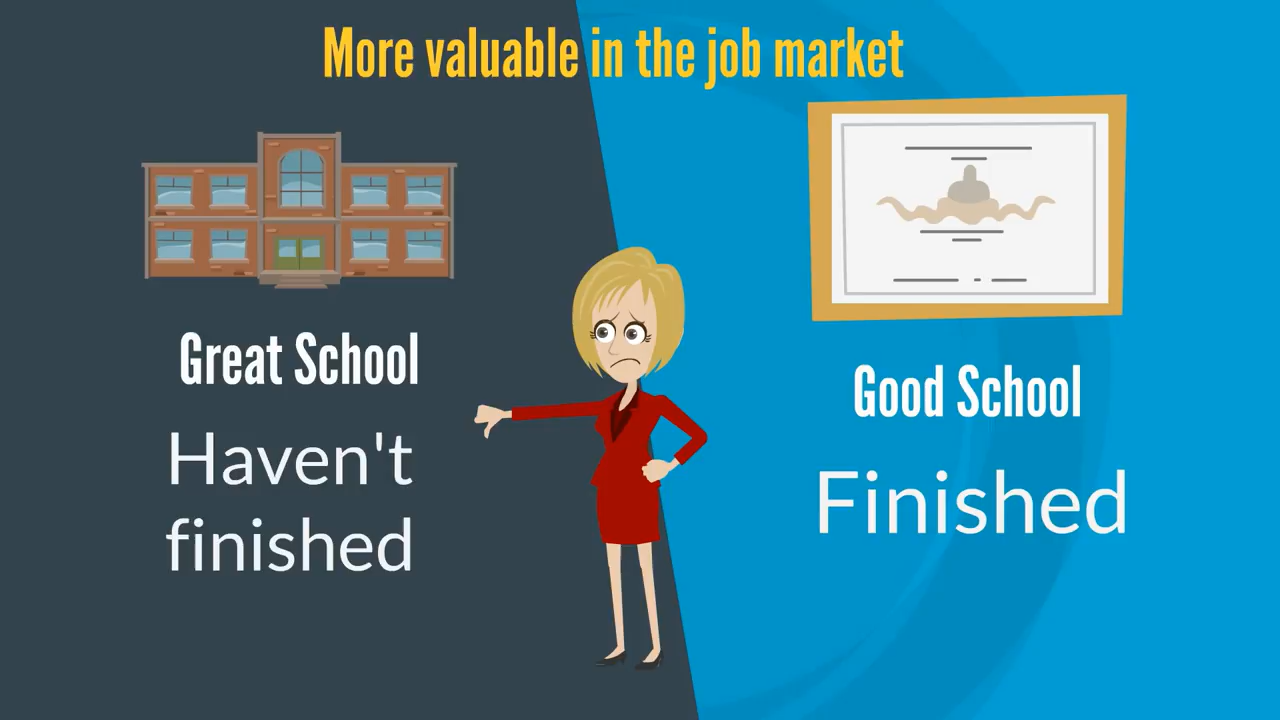 More valuable in the job market
Great School
Haven't
finished
Good School
Finished